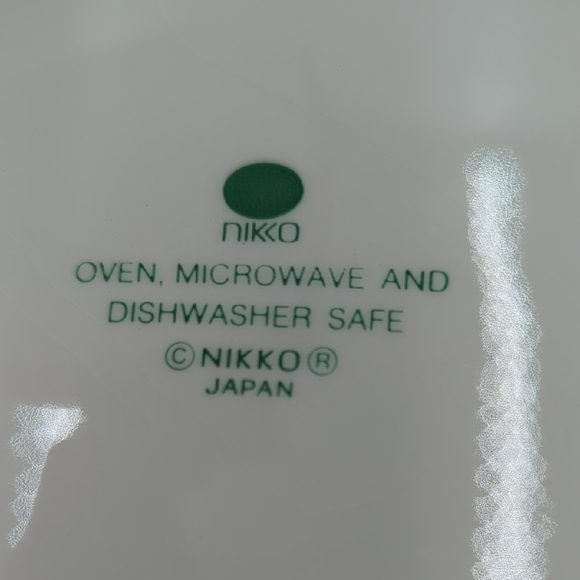 nikko
OVEN, MICROWAVE AND
DISHWASHER SAFE
©NIKKO®
JAPAN